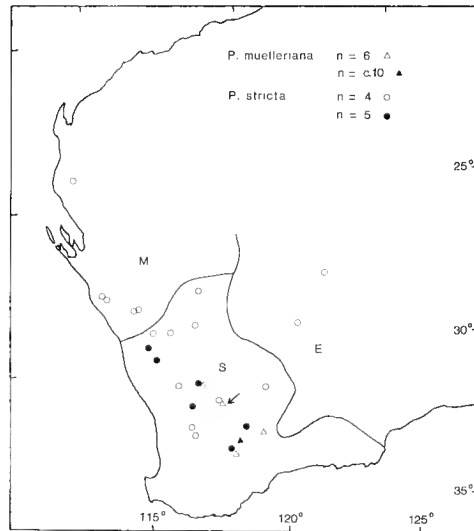 P. muelleriana n = 6 △
n = c.10 ▲
P. stricta n = 4 ○
n = 5 ●
25°
M
30°
E
S
35°
115° 120° 125°